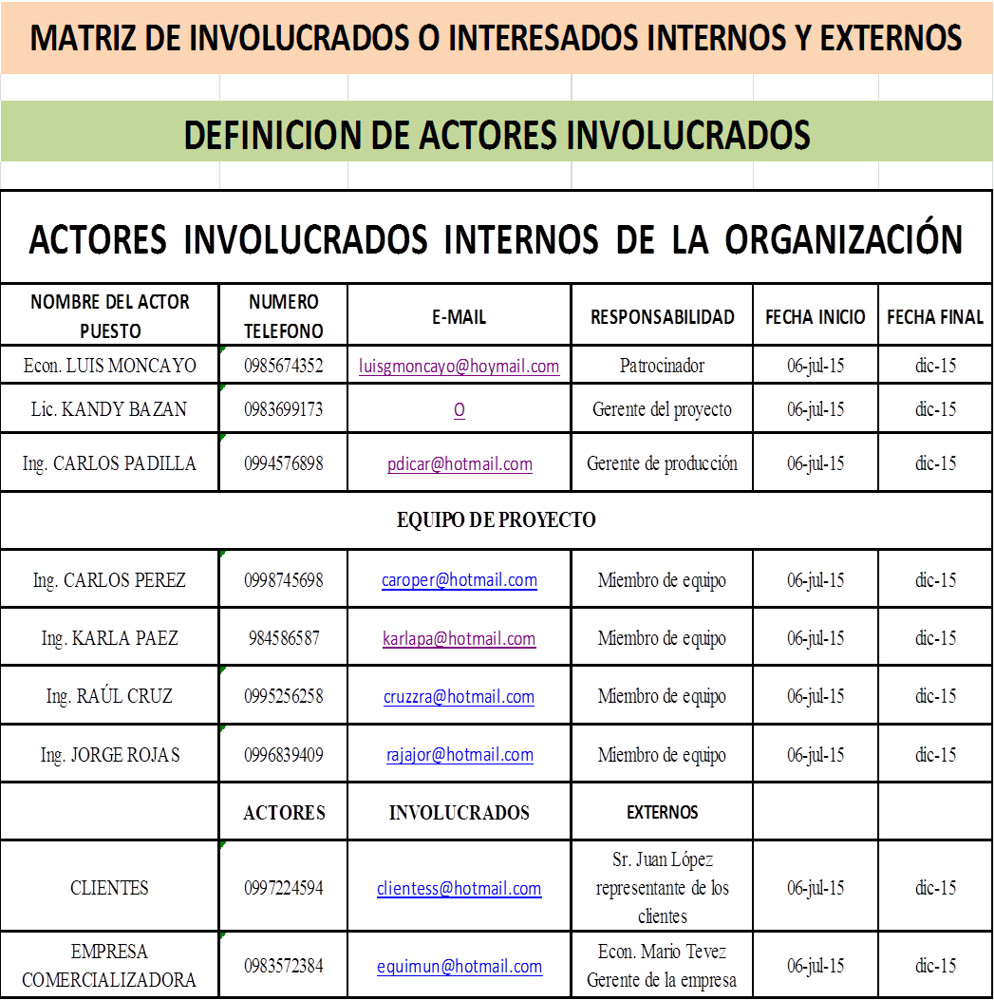 MATRIZ DE INVOLUCRADOS O INTERESADOS INTERNOS Y EXTERNOS
DEFINICION DE ACTORES INVOLUCRADOS
ACTORES INVOLUCRADOS INTERNOS DE LA ORGANIZACIÓN
NOMBRE DEL ACTOR
PUESTO
NUMERO
TELEFONO
E-MAIL
RESPONSABILIDAD
FECHA INICIO
FECHA FINAL
Econ. LUIS MONCAYO 0985674352 luisgmoncayo@hoymail.com Patrocinador 06-jul-15 dic-15
Lic. KANDY BAZAN 0983699173 O Gerente del proyecto 06-jul-15 dic-15
Ing. CARLOS PADILLA 0994576898 pdicar@hotmail.com Gerente de producción 06-jul-15 dic-15
EQUIPO DE PROYECTO
Ing. CARLOS PEREZ 0998745698 caroper@hotmail.com Miembro de equipo 06-jul-15 dic-15
Ing. KARLA PAEZ 984586587 karlapa@hotmail.com Miembro de equipo 06-jul-15 dic-15
Ing. RAÚL CRUZ 0995256258 cruzzra@hotmail.com Miembro de equipo 06-jul-15 dic-15
Ing. JORGE ROJAS 0996839409 rajajor@hotmail.com Miembro de equipo 06-jul-15 dic-15
ACTORES INVOLUCRADOS EXTERNOS
CLIENTES 0997224594 clientess@hotmail.com
Sr. Juan López
representante de los
clientes
06-jul-15 dic-15
EMPRESA
COMERCIALIZADORA
0983572384 equimun@hotmail.com
Econ. Mario Tevez
Gerente de la empresa
06-jul-15 dic-15